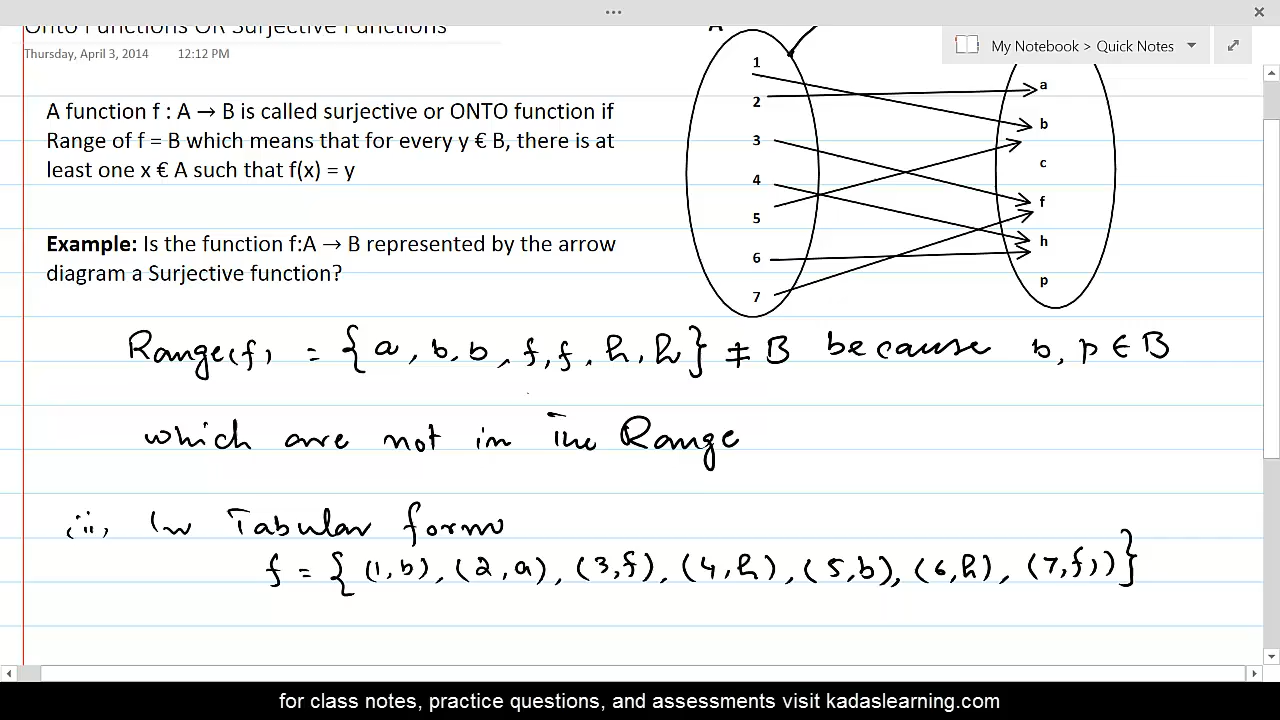 Onto Functions OR Surjective Functions
Thursday, April 3, 2014 12:12 PM
My Notebook > Quick Notes
A function f : A → B is called surjective or ONTO function if
Range of f = B which means that for every y € B, there is at
least one x € A such that f(x) = y
Example: Is the function f:A → B represented by the arrow
diagram a Surjective function?
A
1
2
3
4
5
6
7
a
b
c
f
h
p
Range(f) = {a, b, b, f, f, h, h} ≠ B because b, p ∈ B
which are not in the Range
(ii) In Tabular form
f = {(1,b), (2,a), (3,f), (4,h), (5,b), (6,h), (7,f))}
for class notes, practice questions, and assessments visit kadaslearning.com